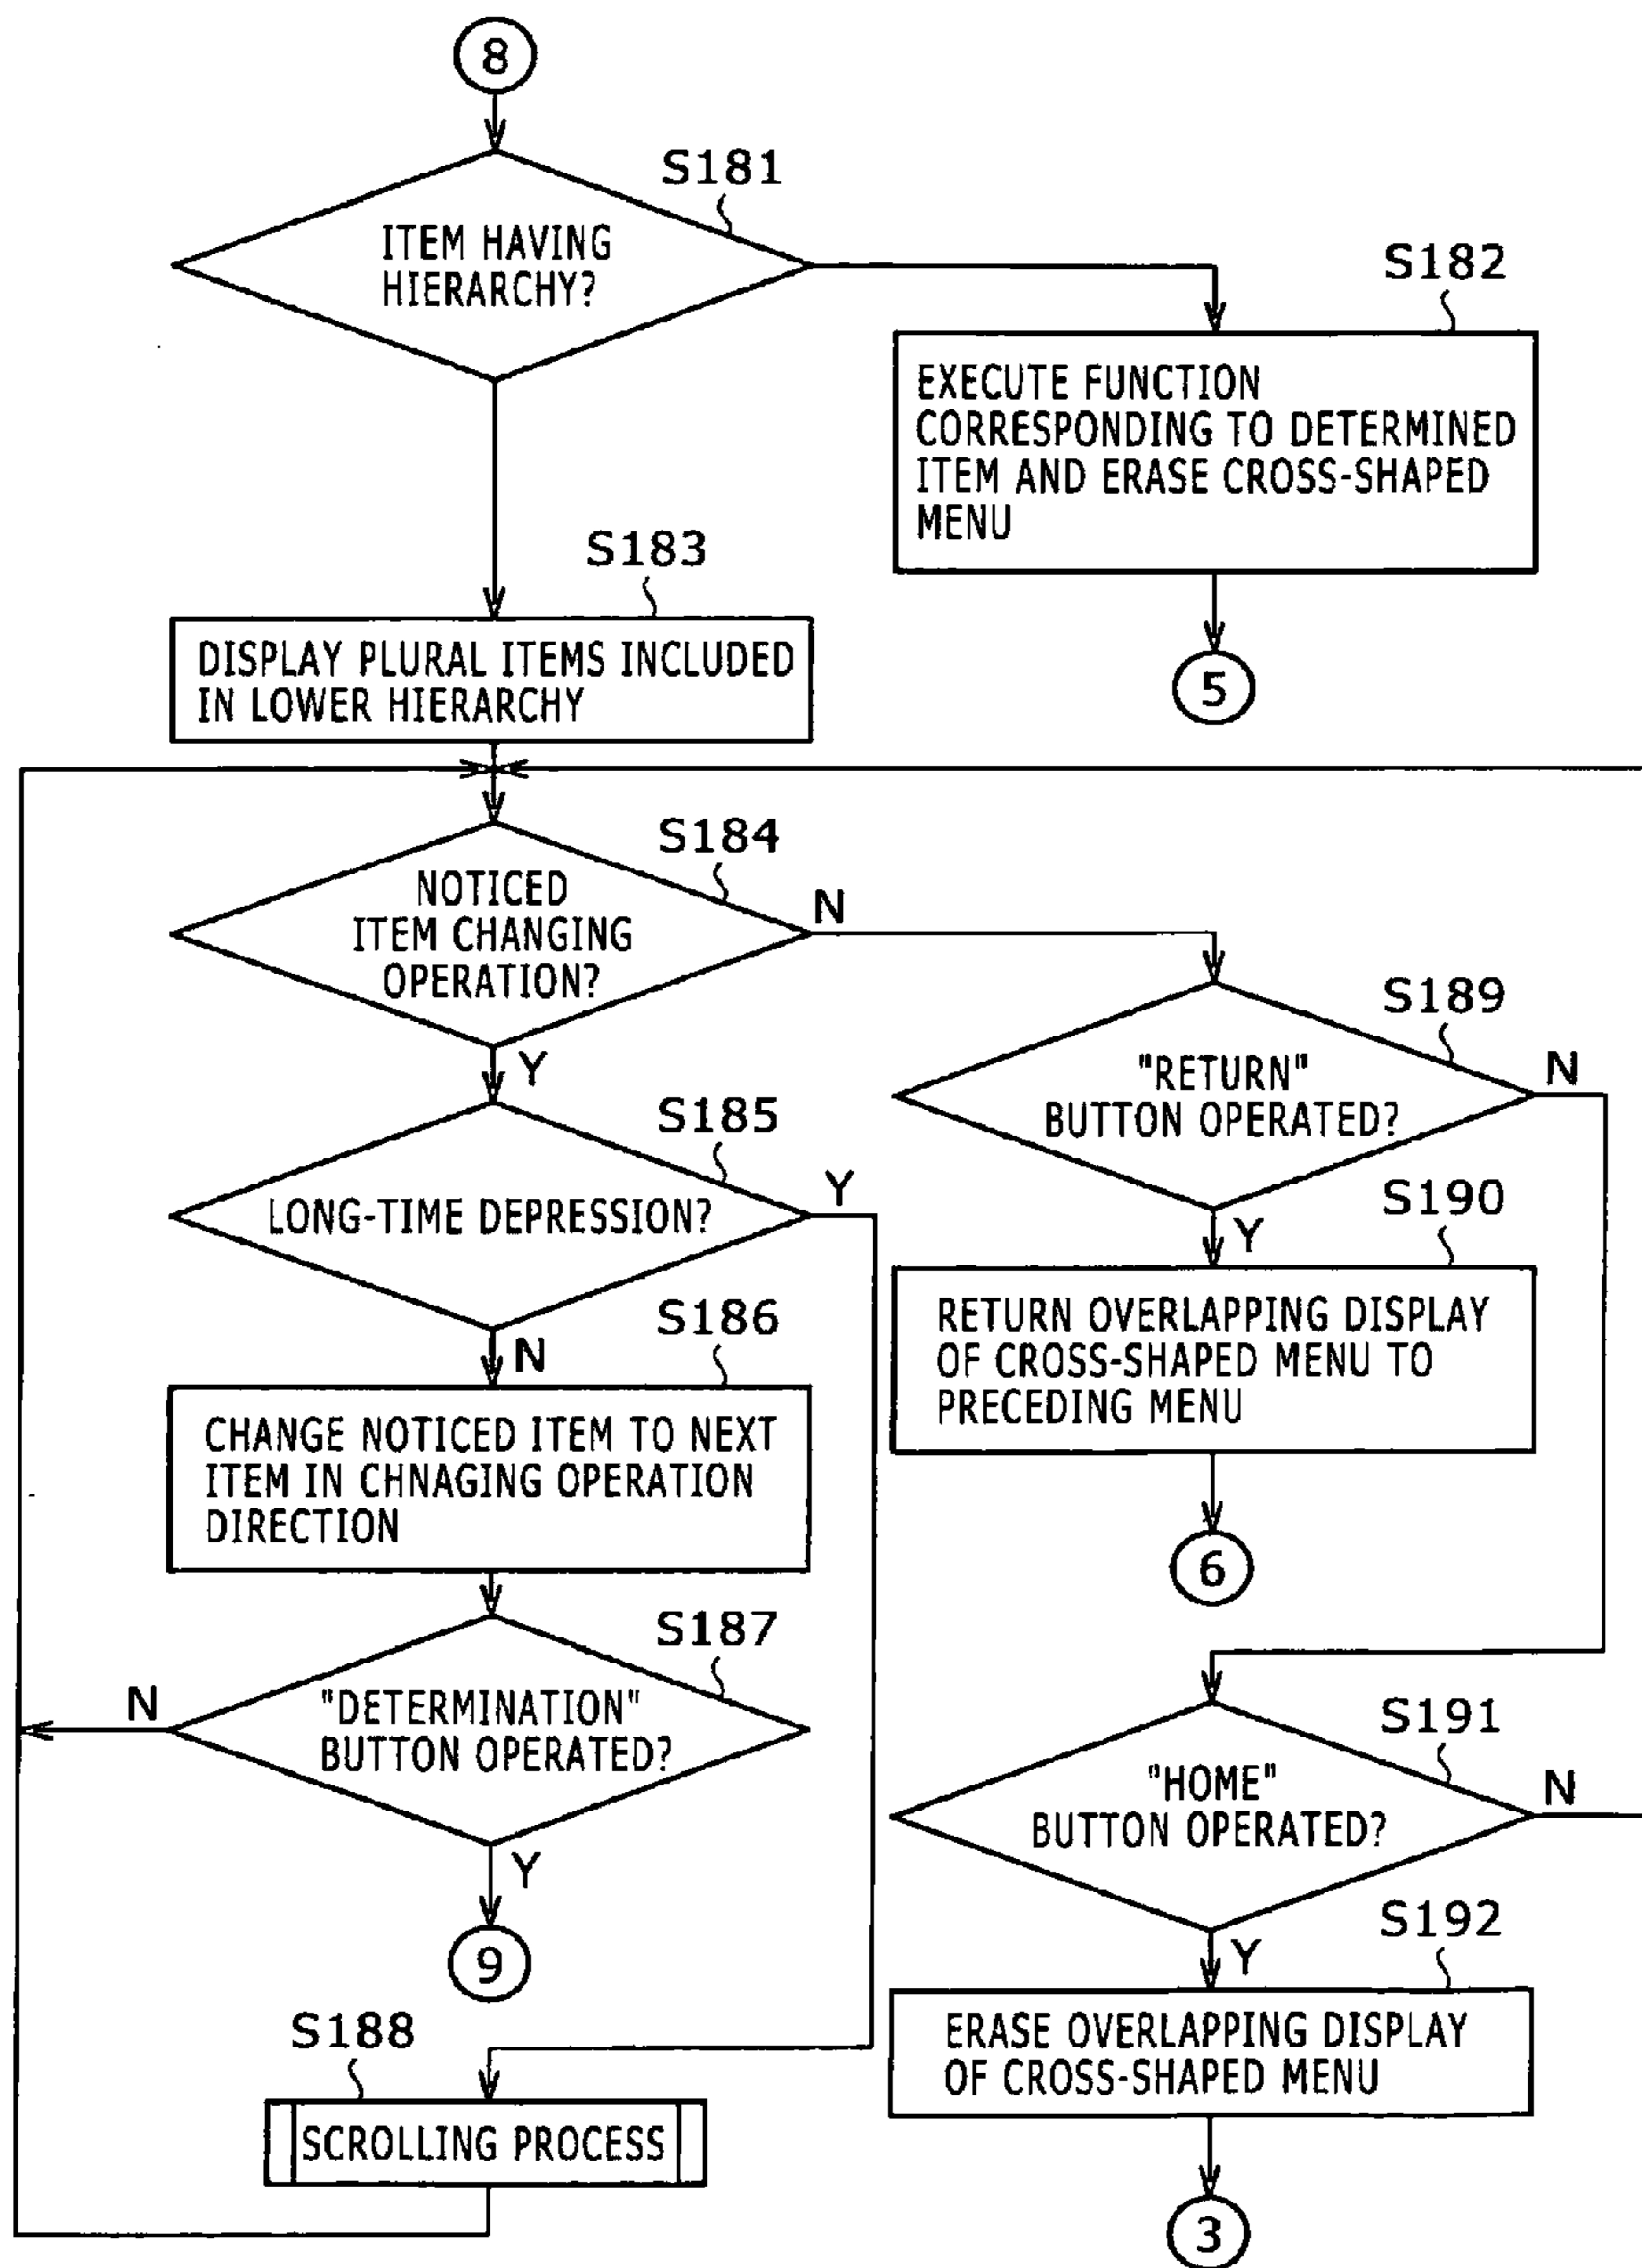 8
S181
ITEM HAVING
HIERARCHY?
S182
EXECUTE FUNCTION
CORRESPONDING TO DETERMINED
ITEM AND ERASE CROSS-SHAPED
MENU
5
S183
DISPLAY PLURAL ITEMS INCLUDED
IN LOWER HIERARCHY
S184
NOTICED
ITEM CHANGING
OPERATION?
N
Y
S185
LONG-TIME DEPRESSION?
Y
N
S186
CHANGE NOTICED ITEM TO NEXT
ITEM IN CHNAGING OPERATION
DIRECTION
S187
"DETERMINATION"
BUTTON OPERATED?
N
Y
9
S188
SCROLLING PROCESS
S189
"RETURN"
BUTTON OPERATED?
N
Y
S190
RETURN OVERLAPPING DISPLAY
OF CROSS-SHAPED MENU TO
PRECEDING MENU
6
S191
"HOME"
BUTTON OPERATED?
N
Y
S192
ERASE OVERLAPPING DISPLAY
OF CROSS-SHAPED MENU
3